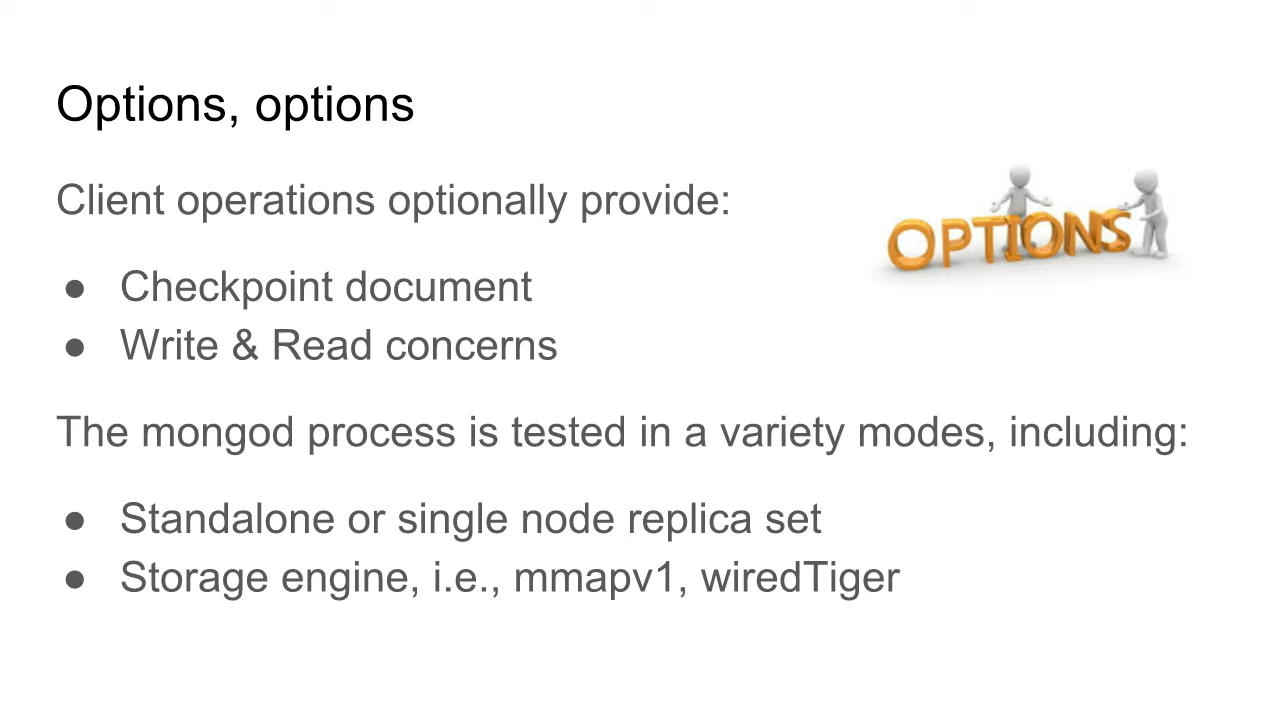 Options, options
Client operations optionally provide:
OPTIONS
● Checkpoint document
● Write & Read concerns
The mongod process is tested in a variety modes, including:
● Standalone or single node replica set
● Storage engine, i.e., mmapv1, wiredTiger